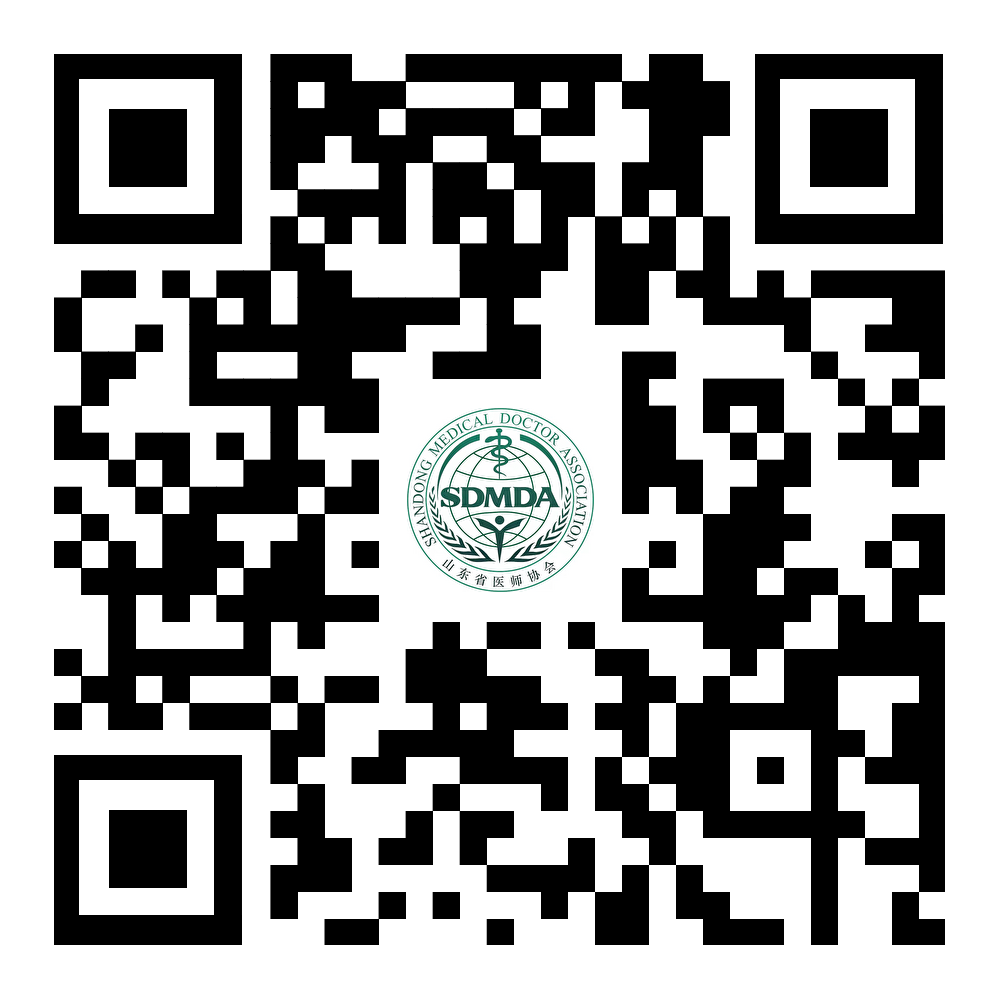 SHANDONG MEDICAL DOCTOR ASSOCIATION
SDMDA
山东省医师协会